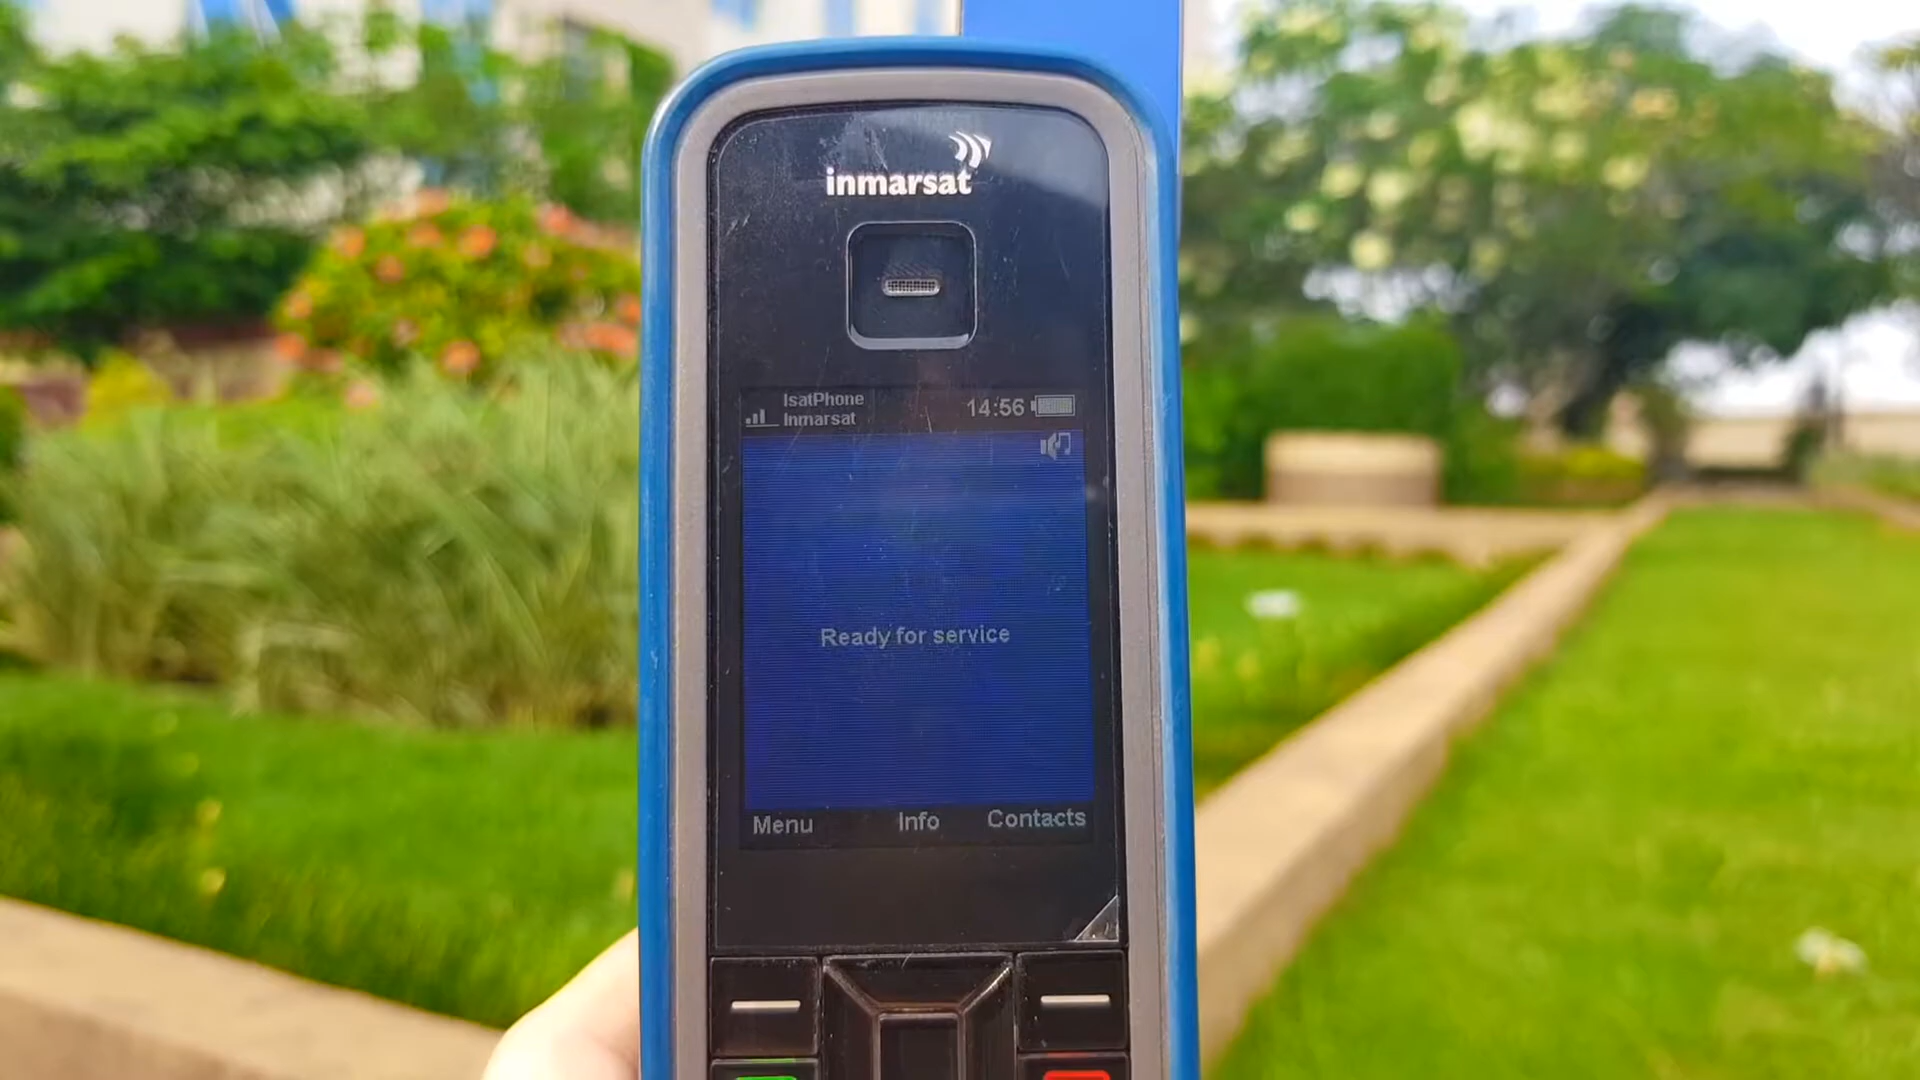 inmarsat
IsatPhone
Inmarsat
14:56
Ready for service
Menu Info Contacts